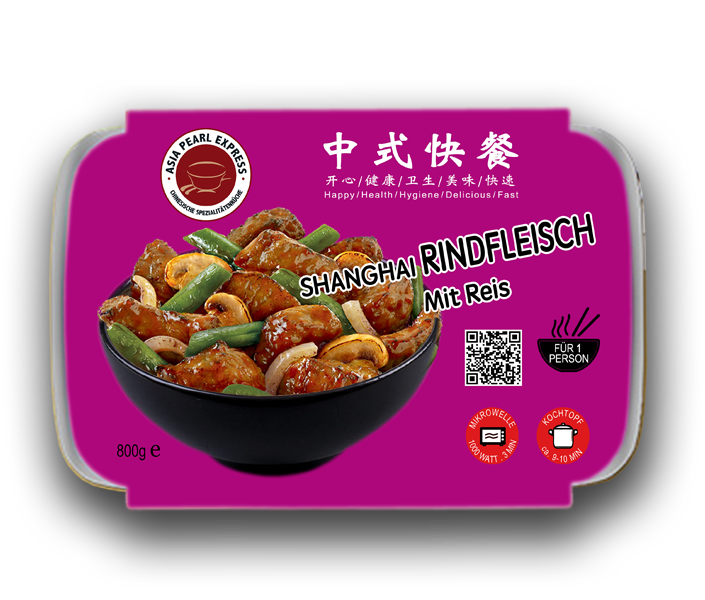 ASIA PEARL EXPRESS
CHINESISCHE SPEZIALITÄTENKÜCHE
中式快餐
开心/健康/卫生/美味/快速
Happy/Health/Hygiene/Delicious/Fast
SHANGHAI RINDFLEISCH
Mit Reis
FÜR 1
PERSON
MIKROWELLE
1000 WATT . 3 MIN
KOCHTOPF
ca. 9-10 MIN
800g e